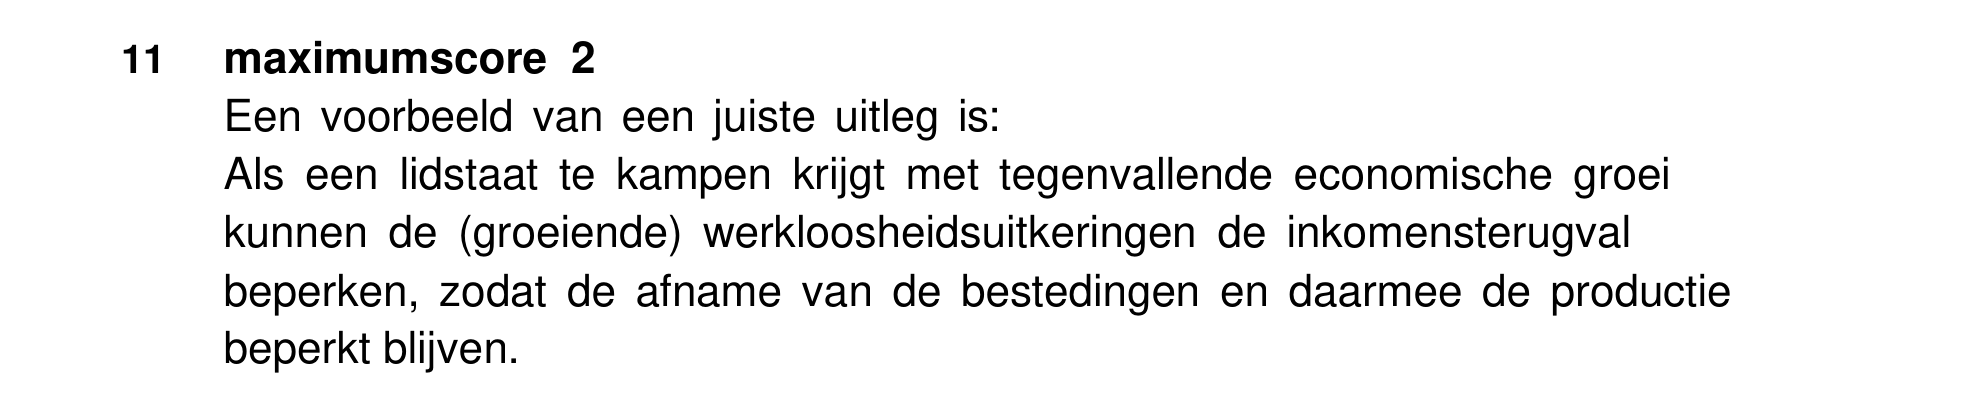 11 maximumscore 2
Een voorbeeld van een juiste uitleg is:
Als een lidstaat te kampen krijgt met tegenvallende economische groei
kunnen de (groeiende) werkloosheidsuitkeringen de inkomensterugval
beperken, zodat de afname van de bestedingen en daarmee de productie
beperkt blijven.